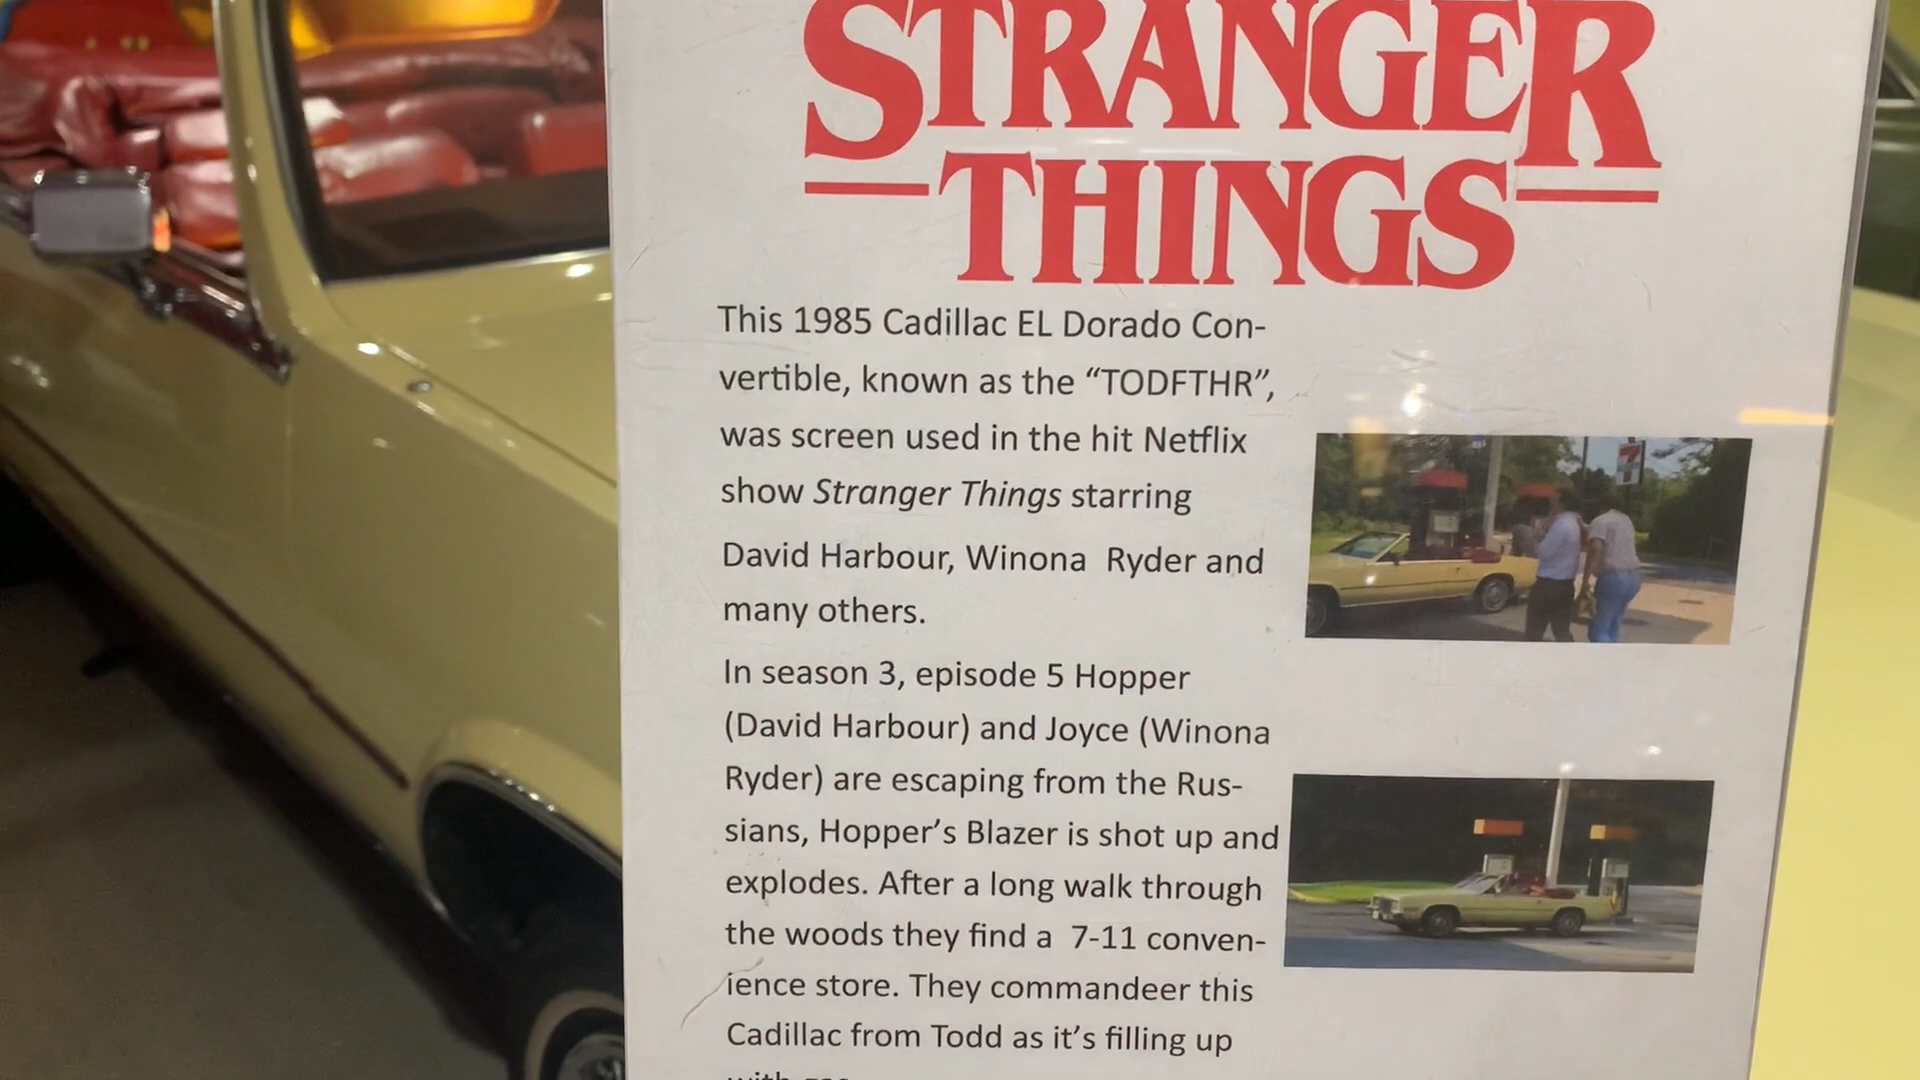 STRANGER
THINGS
This 1985 Cadillac EL Dorado Con-
vertible, known as the “TODFTHR”,
was screen used in the hit Netflix
show Stranger Things starring
David Harbour, Winona Ryder and
many others.
In season 3, episode 5 Hopper
(David Harbour) and Joyce (Winona
Ryder) are escaping from the Rus-
sians, Hopper’s Blazer is shot up and
explodes. After a long walk through
the woods they find a 7-11 conven-
ience store. They commandeer this
Cadillac from Todd as it’s filling up